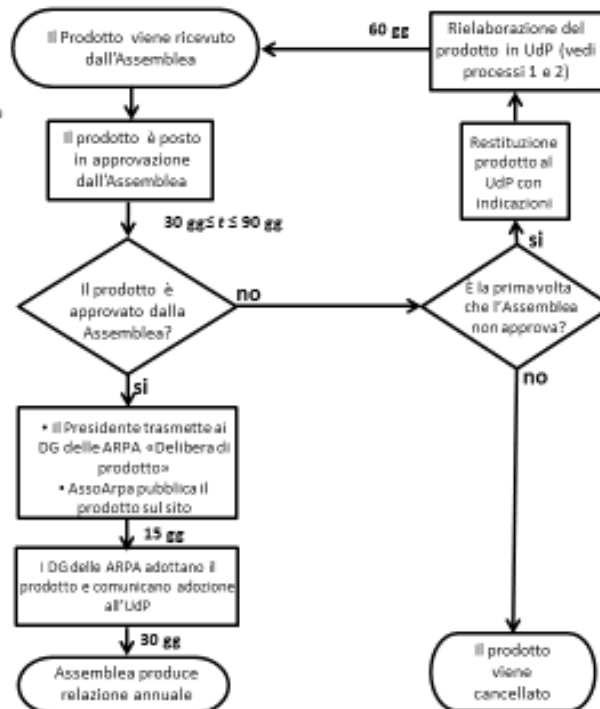 Il Prodotto viene ricevuto
dall'Assemblea
60 gg
Rielaborazione del
prodotto in UdP (vedi
processi 1 e 2)
Il prodotto è posto
in approvazione
dall'Assemblea
Restituzione
prodotto al
UdP con
indicazioni
30 gg≤ t ≤ 90 gg
si
Il prodotto è
approvato dalla
Assemblea?
no
È la prima volta
che l'Assemblea
non approva?
si
no
• Il Presidente trasmette ai
DG delle ARPA «Delibera di
prodotto»
• AssoArpa pubblica il
prodotto sul sito
15 gg
I DG delle ARPA adottano il
prodotto e comunicano adozione
all'UdP
30 gg
Assemblea produce
relazione annuale
Il prodotto
viene
cancellato